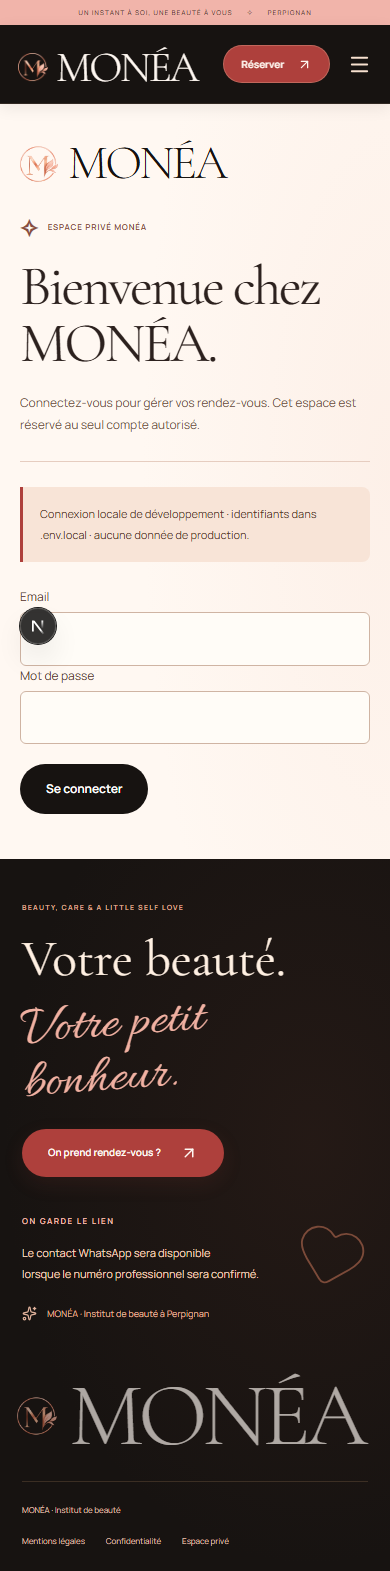 UN INSTANT À SOI, UNE BEAUTÉ À VOUS ✧ PERPIGNAN
M MONÉA
Réserver
M MONÉA
ESPACE PRIVÉ MONÉA
Bienvenue chez
MONÉA.
Connectez-vous pour gérer vos rendez-vous. Cet espace est
réservé au seul compte autorisé.
Connexion locale de développement · identifiants dans
.env.local · aucune donnée de production.
Email
N
Mot de passe
Se connecter
BEAUTY, CARE & A LITTLE SELF LOVE
Votre beauté.
Votre petit
bonheur.
On prend rendez-vous ?
ON GARDE LE LIEN
Le contact WhatsApp sera disponible
lorsque le numéro professionnel sera confirmé.
MONÉA · Institut de beauté à Perpignan
M MONÉA
MONÉA · Institut de beauté
Mentions légales Confidentialité Espace privé